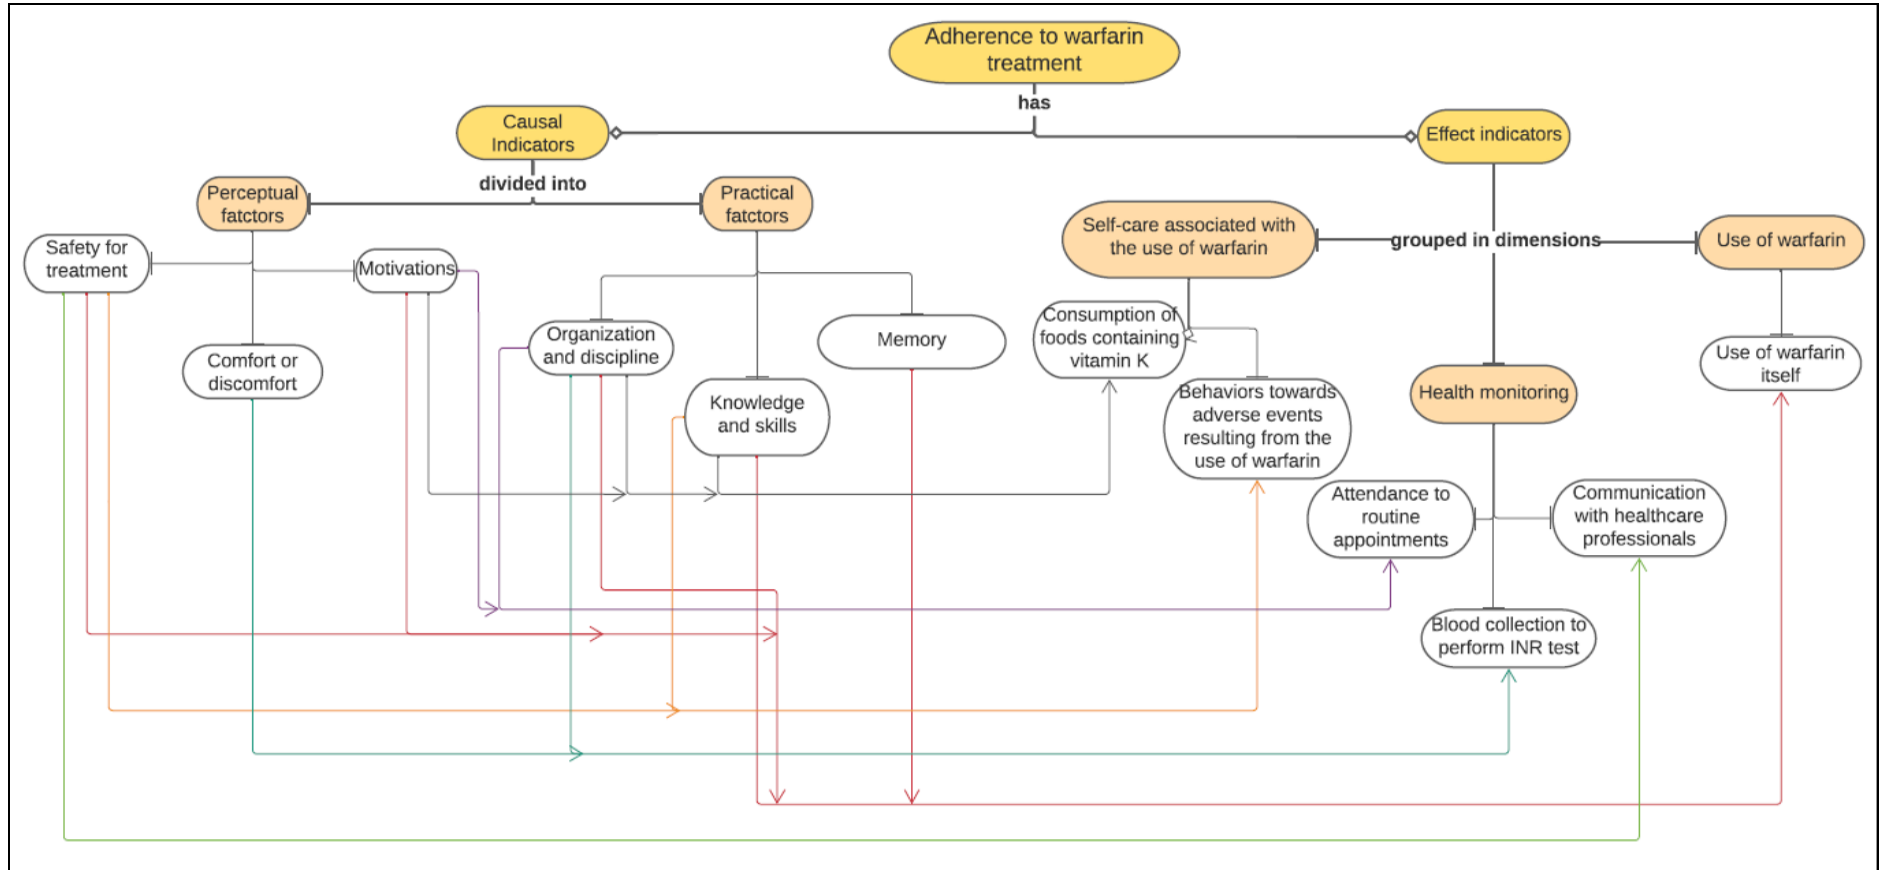 Adherence to warfarin
treatment
has
Causal
Indicators
Effect indicators
divided into
Perceptual
fatctors
Practical
fatctors
Self-care associated with
the use of warfarin
grouped in dimensions
Use of warfarin
Safety for
treatment
Motivations
Comfort or
discomfort
Organization
and discipline
Memory
Knowledge
and skills
Consumption of
foods containing
vitamin K
Behaviors towards
adverse events
resulting from the
use of warfarin
Health monitoring
Use of warfarin
itself
Attendance to
routine
appointments
Communication
with healthcare
professionals
Blood collection to
perform INR test